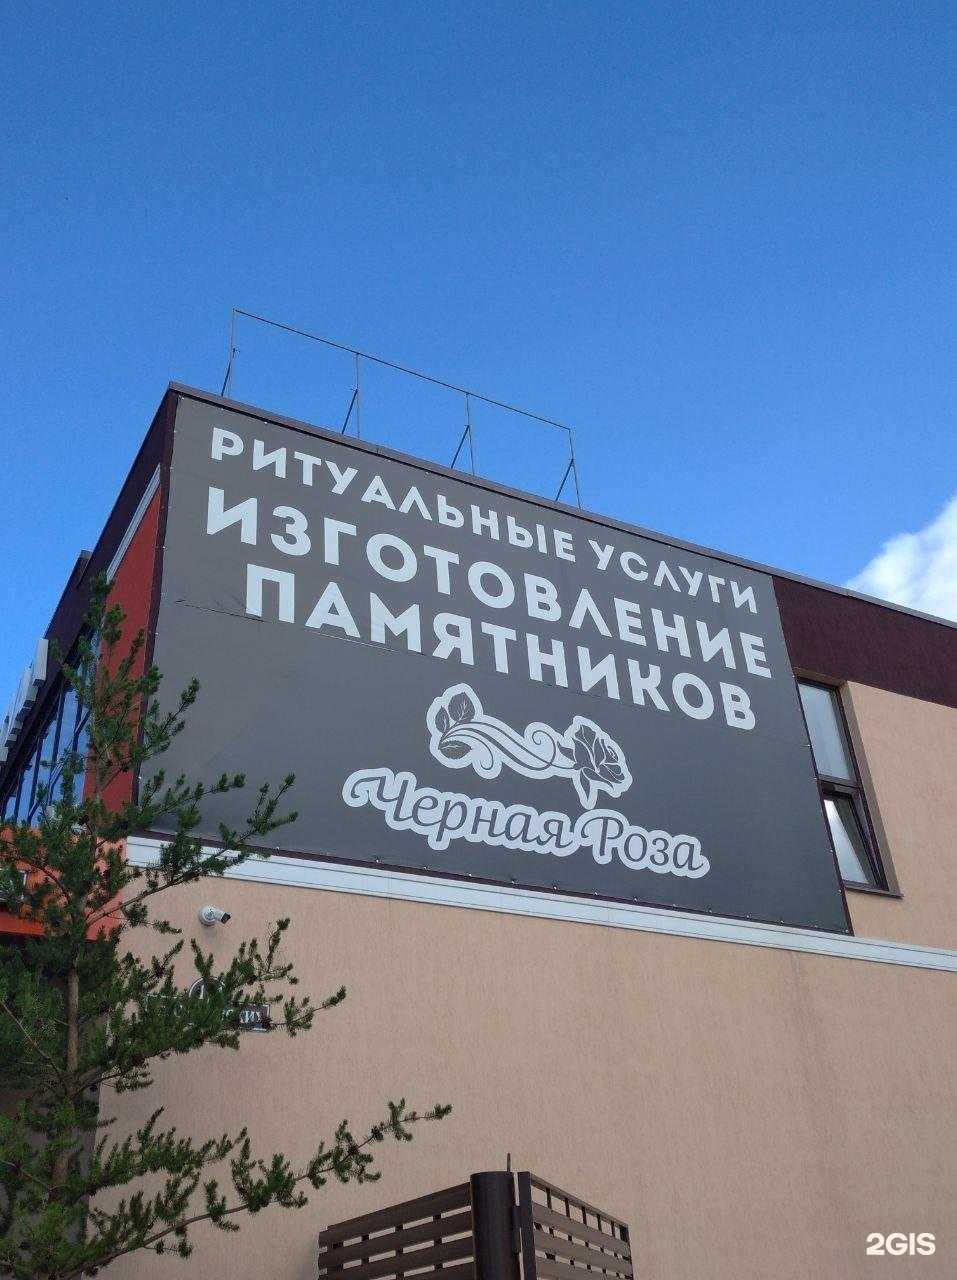 РИТУАЛЬНЫЕ УСЛУГИ
ИЗГОТОВЛЕНИЕ
ПАМЯТНИКОВ
Черная Роза
2GIS